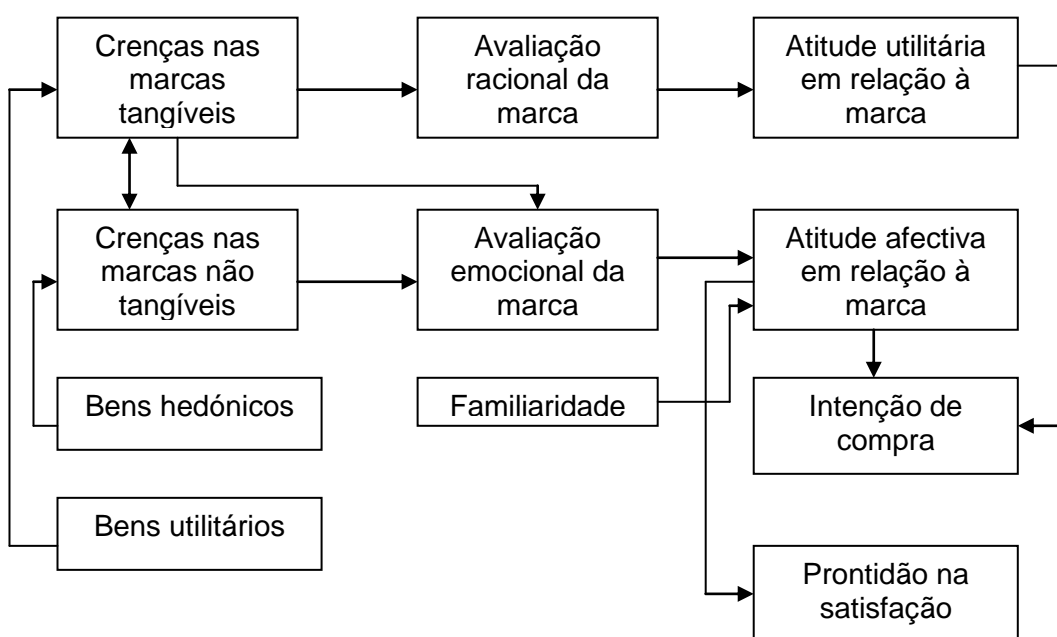 Crenças nas
marcas
tangíveis
Avaliação
racional da
marca
Atitude utilitária
em relação à
marca
Crenças nas
marcas não
tangíveis
Avaliação
emocional da
marca
Atitude afectiva
em relação à
marca
Bens hedónicos
Familiaridade
Intenção de
compra
Bens utilitários
Prontidão na
satisfação